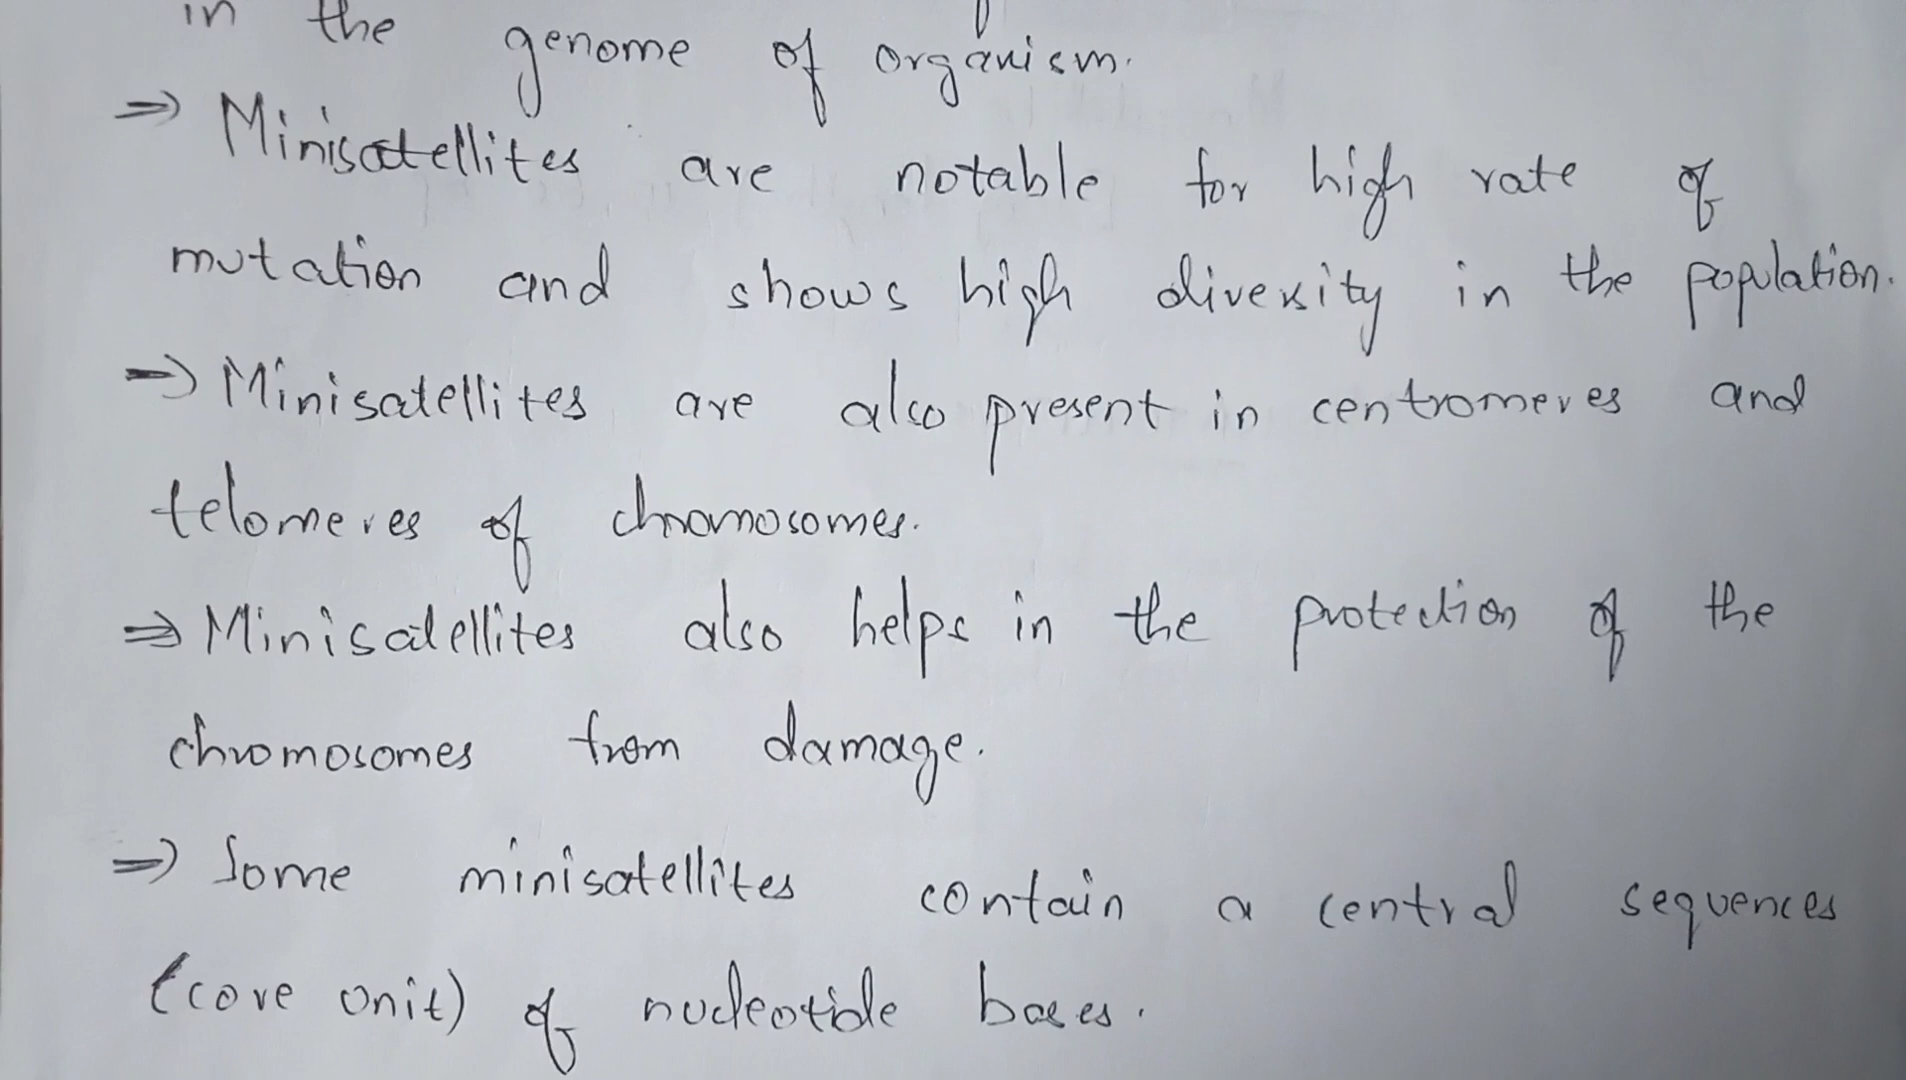 in the genome of organism.
⇒ Minisatellites are notable for high rate of
mutation and shows high diversity in the population.
⇒ Minisatellites are also present in centromeres and
telomeres of chromosomes.
⇒ Minisatellites also helps in the protection of the
chromosomes from damage.
⇒ Some minisatellites contain a central sequences
(core unit) of nucleotide bases.